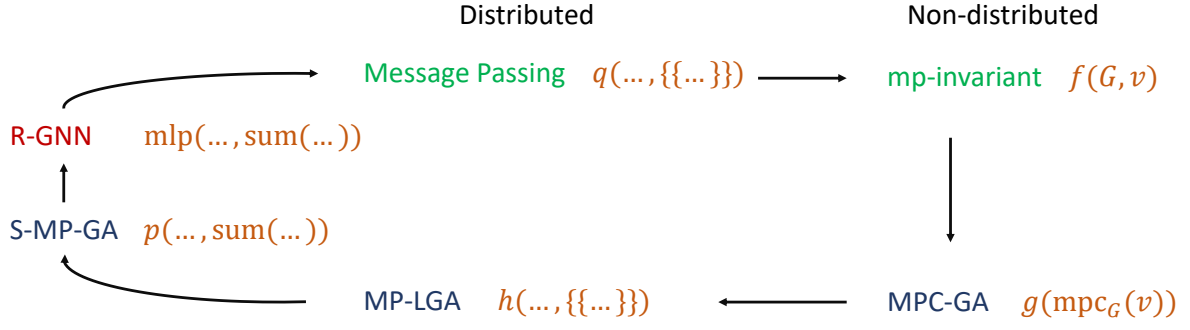 Distributed Non-distributed
Message Passing q(…,{{…}}) mp-invariant f(G,v)
R-GNN mlp(…,sum(…))
S-MP-GA p(…,sum(…))
MP-LGA h(…,{{…}}) MPC-GA g(mpc_G(v))